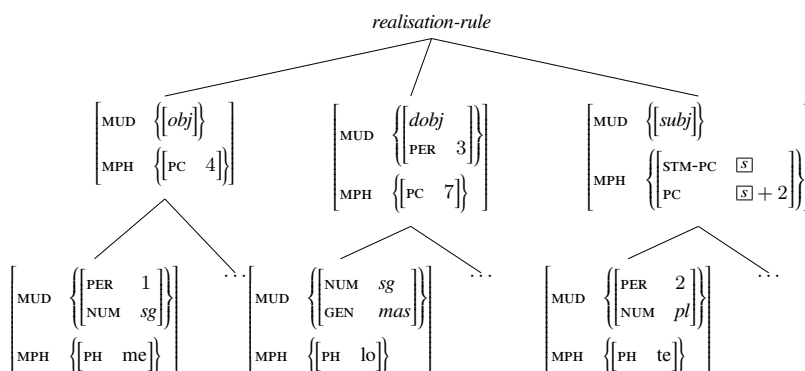 realisation-rule
MUD {[obj]}
MPH {[PC 4]}
MUD {[dobj
PER 3]}
MPH {[PC 7]}
MUD {[subj]}
MPH {[STM-PC [s]
PC [s] + 2]}
MUD {[PER 1
NUM sg]}
MPH {[PH me]}
...
MUD {[NUM sg
GEN mas]}
MPH {[PH lo]}
...
MUD {[PER 2
NUM pl]}
MPH {[PH te]}
...